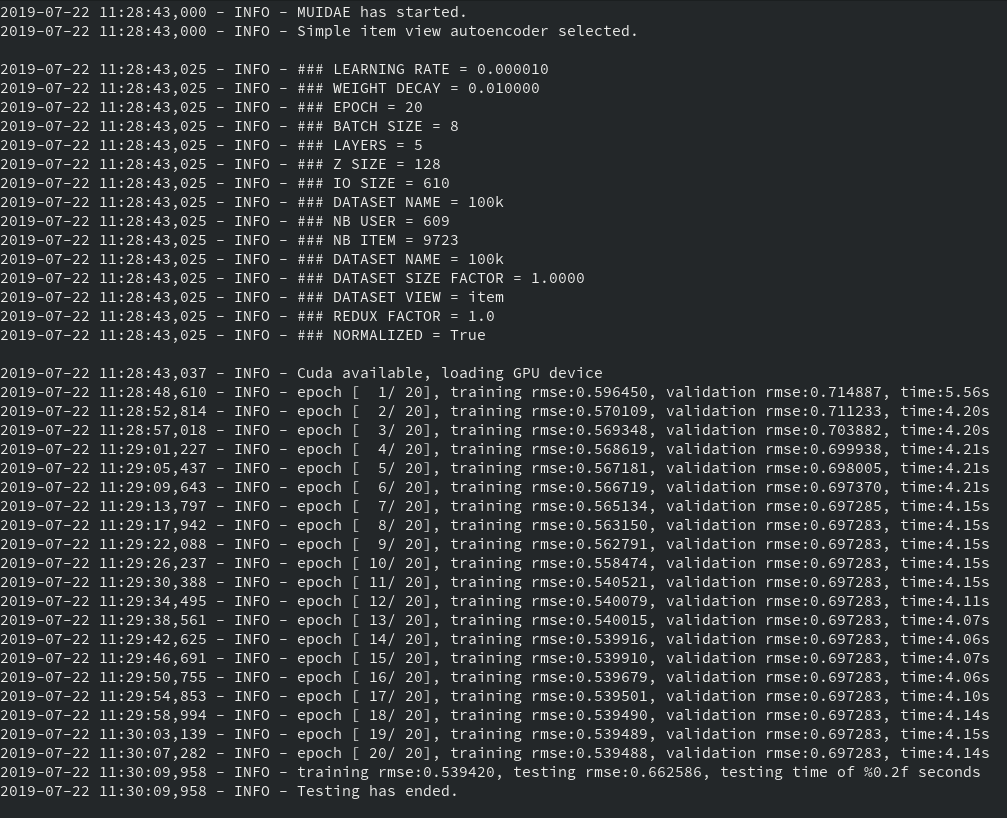 2019-07-22 11:28:43,000 - INFO - MUIDAE has started.
2019-07-22 11:28:43,000 - INFO - Simple item view autoencoder selected.
2019-07-22 11:28:43,025 - INFO - ### LEARNING RATE = 0.000010
2019-07-22 11:28:43,025 - INFO - ### WEIGHT DECAY = 0.010000
2019-07-22 11:28:43,025 - INFO - ### EPOCH = 20
2019-07-22 11:28:43,025 - INFO - ### BATCH SIZE = 8
2019-07-22 11:28:43,025 - INFO - ### LAYERS = 5
2019-07-22 11:28:43,025 - INFO - ### Z SIZE = 128
2019-07-22 11:28:43,025 - INFO - ### IO SIZE = 610
2019-07-22 11:28:43,025 - INFO - ### DATASET NAME = 100k
2019-07-22 11:28:43,025 - INFO - ### NB USER = 609
2019-07-22 11:28:43,025 - INFO - ### NB ITEM = 9723
2019-07-22 11:28:43,025 - INFO - ### DATASET NAME = 100k
2019-07-22 11:28:43,025 - INFO - ### DATASET SIZE FACTOR = 1.0000
2019-07-22 11:28:43,025 - INFO - ### DATASET VIEW = item
2019-07-22 11:28:43,025 - INFO - ### REDUX FACTOR = 1.0
2019-07-22 11:28:43,025 - INFO - ### NORMALIZED = True
2019-07-22 11:28:43,037 - INFO - Cuda available, loading GPU device
2019-07-22 11:28:48,610 - INFO - epoch [  1/ 20], training rmse:0.596450, validation rmse:0.714887, time:5.56s
2019-07-22 11:28:52,814 - INFO - epoch [  2/ 20], training rmse:0.570109, validation rmse:0.711233, time:4.20s
2019-07-22 11:28:57,018 - INFO - epoch [  3/ 20], training rmse:0.569348, validation rmse:0.703882, time:4.20s
2019-07-22 11:29:01,227 - INFO - epoch [  4/ 20], training rmse:0.568619, validation rmse:0.699938, time:4.21s
2019-07-22 11:29:05,437 - INFO - epoch [  5/ 20], training rmse:0.567181, validation rmse:0.698005, time:4.21s
2019-07-22 11:29:09,643 - INFO - epoch [  6/ 20], training rmse:0.566719, validation rmse:0.697370, time:4.21s
2019-07-22 11:29:13,797 - INFO - epoch [  7/ 20], training rmse:0.565134, validation rmse:0.697285, time:4.15s
2019-07-22 11:29:17,942 - INFO - epoch [  8/ 20], training rmse:0.563150, validation rmse:0.697283, time:4.15s
2019-07-22 11:29:22,088 - INFO - epoch [  9/ 20], training rmse:0.562791, validation rmse:0.697283, time:4.15s
2019-07-22 11:29:26,237 - INFO - epoch [ 10/ 20], training rmse:0.558474, validation rmse:0.697283, time:4.15s
2019-07-22 11:29:30,388 - INFO - epoch [ 11/ 20], training rmse:0.540521, validation rmse:0.697283, time:4.15s
2019-07-22 11:29:34,495 - INFO - epoch [ 12/ 20], training rmse:0.540079, validation rmse:0.697283, time:4.11s
2019-07-22 11:29:38,561 - INFO - epoch [ 13/ 20], training rmse:0.540015, validation rmse:0.697283, time:4.07s
2019-07-22 11:29:42,625 - INFO - epoch [ 14/ 20], training rmse:0.539916, validation rmse:0.697283, time:4.06s
2019-07-22 11:29:46,691 - INFO - epoch [ 15/ 20], training rmse:0.539910, validation rmse:0.697283, time:4.07s
2019-07-22 11:29:50,755 - INFO - epoch [ 16/ 20], training rmse:0.539679, validation rmse:0.697283, time:4.06s
2019-07-22 11:29:54,853 - INFO - epoch [ 17/ 20], training rmse:0.539501, validation rmse:0.697283, time:4.10s
2019-07-22 11:29:58,994 - INFO - epoch [ 18/ 20], training rmse:0.539490, validation rmse:0.697283, time:4.14s
2019-07-22 11:30:03,139 - INFO - epoch [ 19/ 20], training rmse:0.539489, validation rmse:0.697283, time:4.15s
2019-07-22 11:30:07,282 - INFO - epoch [ 20/ 20], training rmse:0.539488, validation rmse:0.697283, time:4.14s
2019-07-22 11:30:09,958 - INFO - training rmse:0.539420, testing rmse:0.662586, testing time of %0.2f seconds
2019-07-22 11:30:09,958 - INFO - Testing has ended.